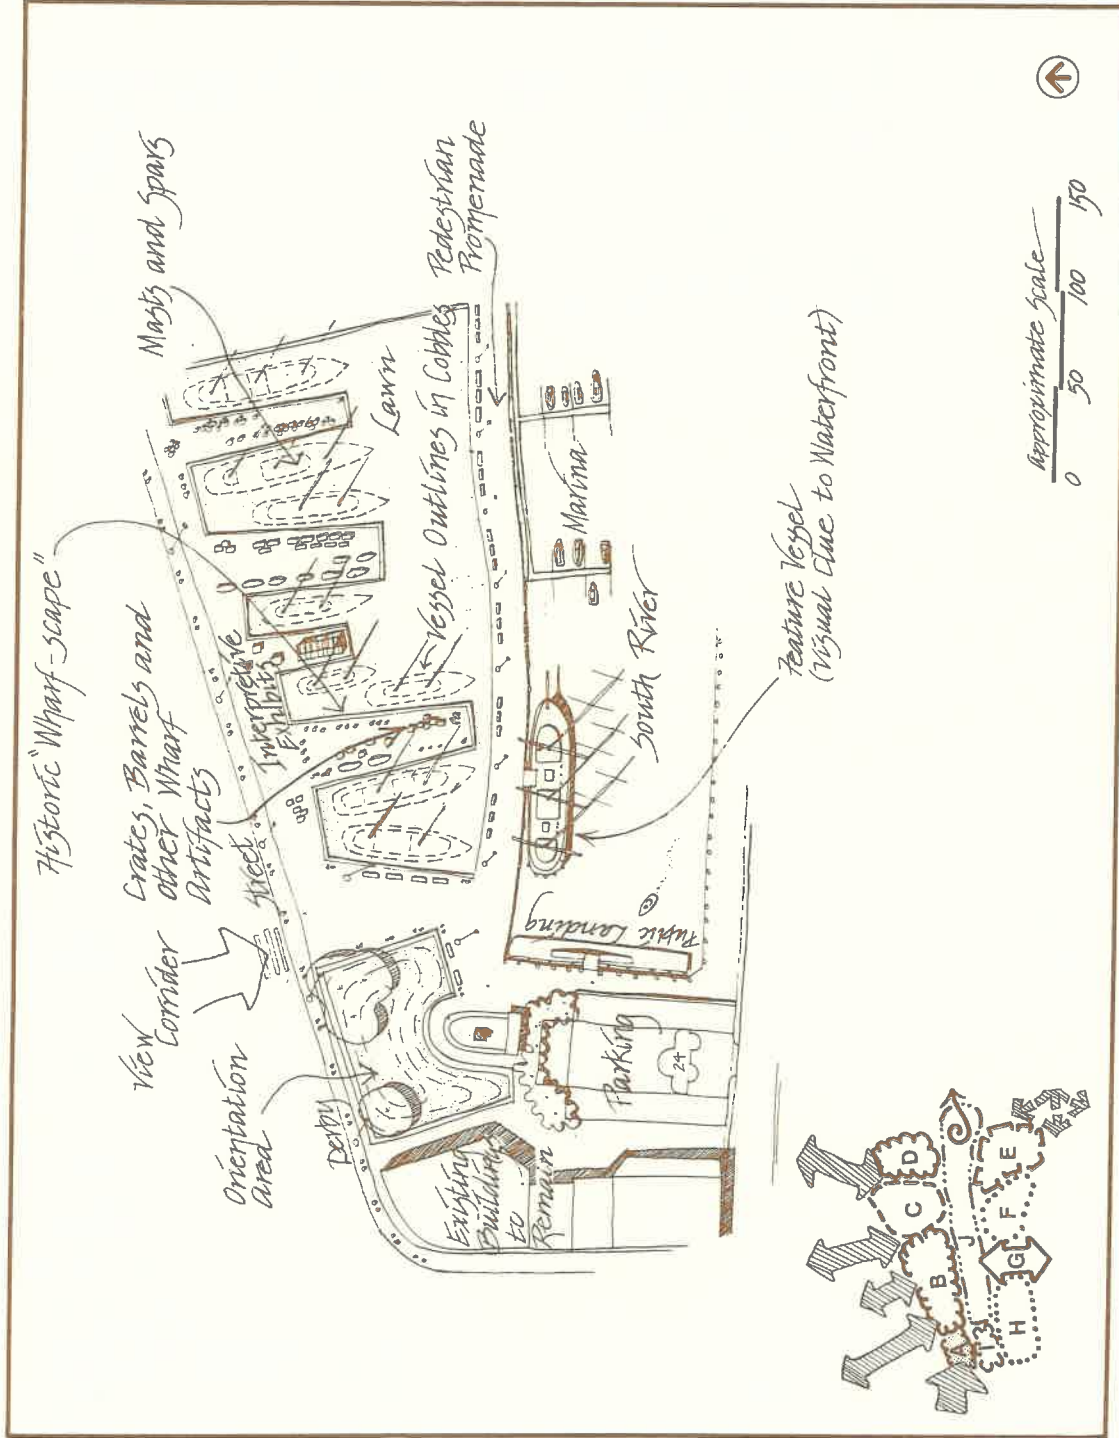 Historic "Wharf-scape"
Masts and Spars
Crates, Barrels and
other Wharf
Artifacts
View
Corridor
Orientation
Area
Derby
Street
Interpretive
Exhibits
Lawn
Pedestrian
Promenade
Vessel Outlines in Cobbles
Existing
Building
to
Remain
Parking
24
Public Landing
Marina
South River
Feature Vessel
(Visual Clue to Waterfront)
approximate scale
0 50 100 150
A
B
C
D
E
F
G
H
I
J